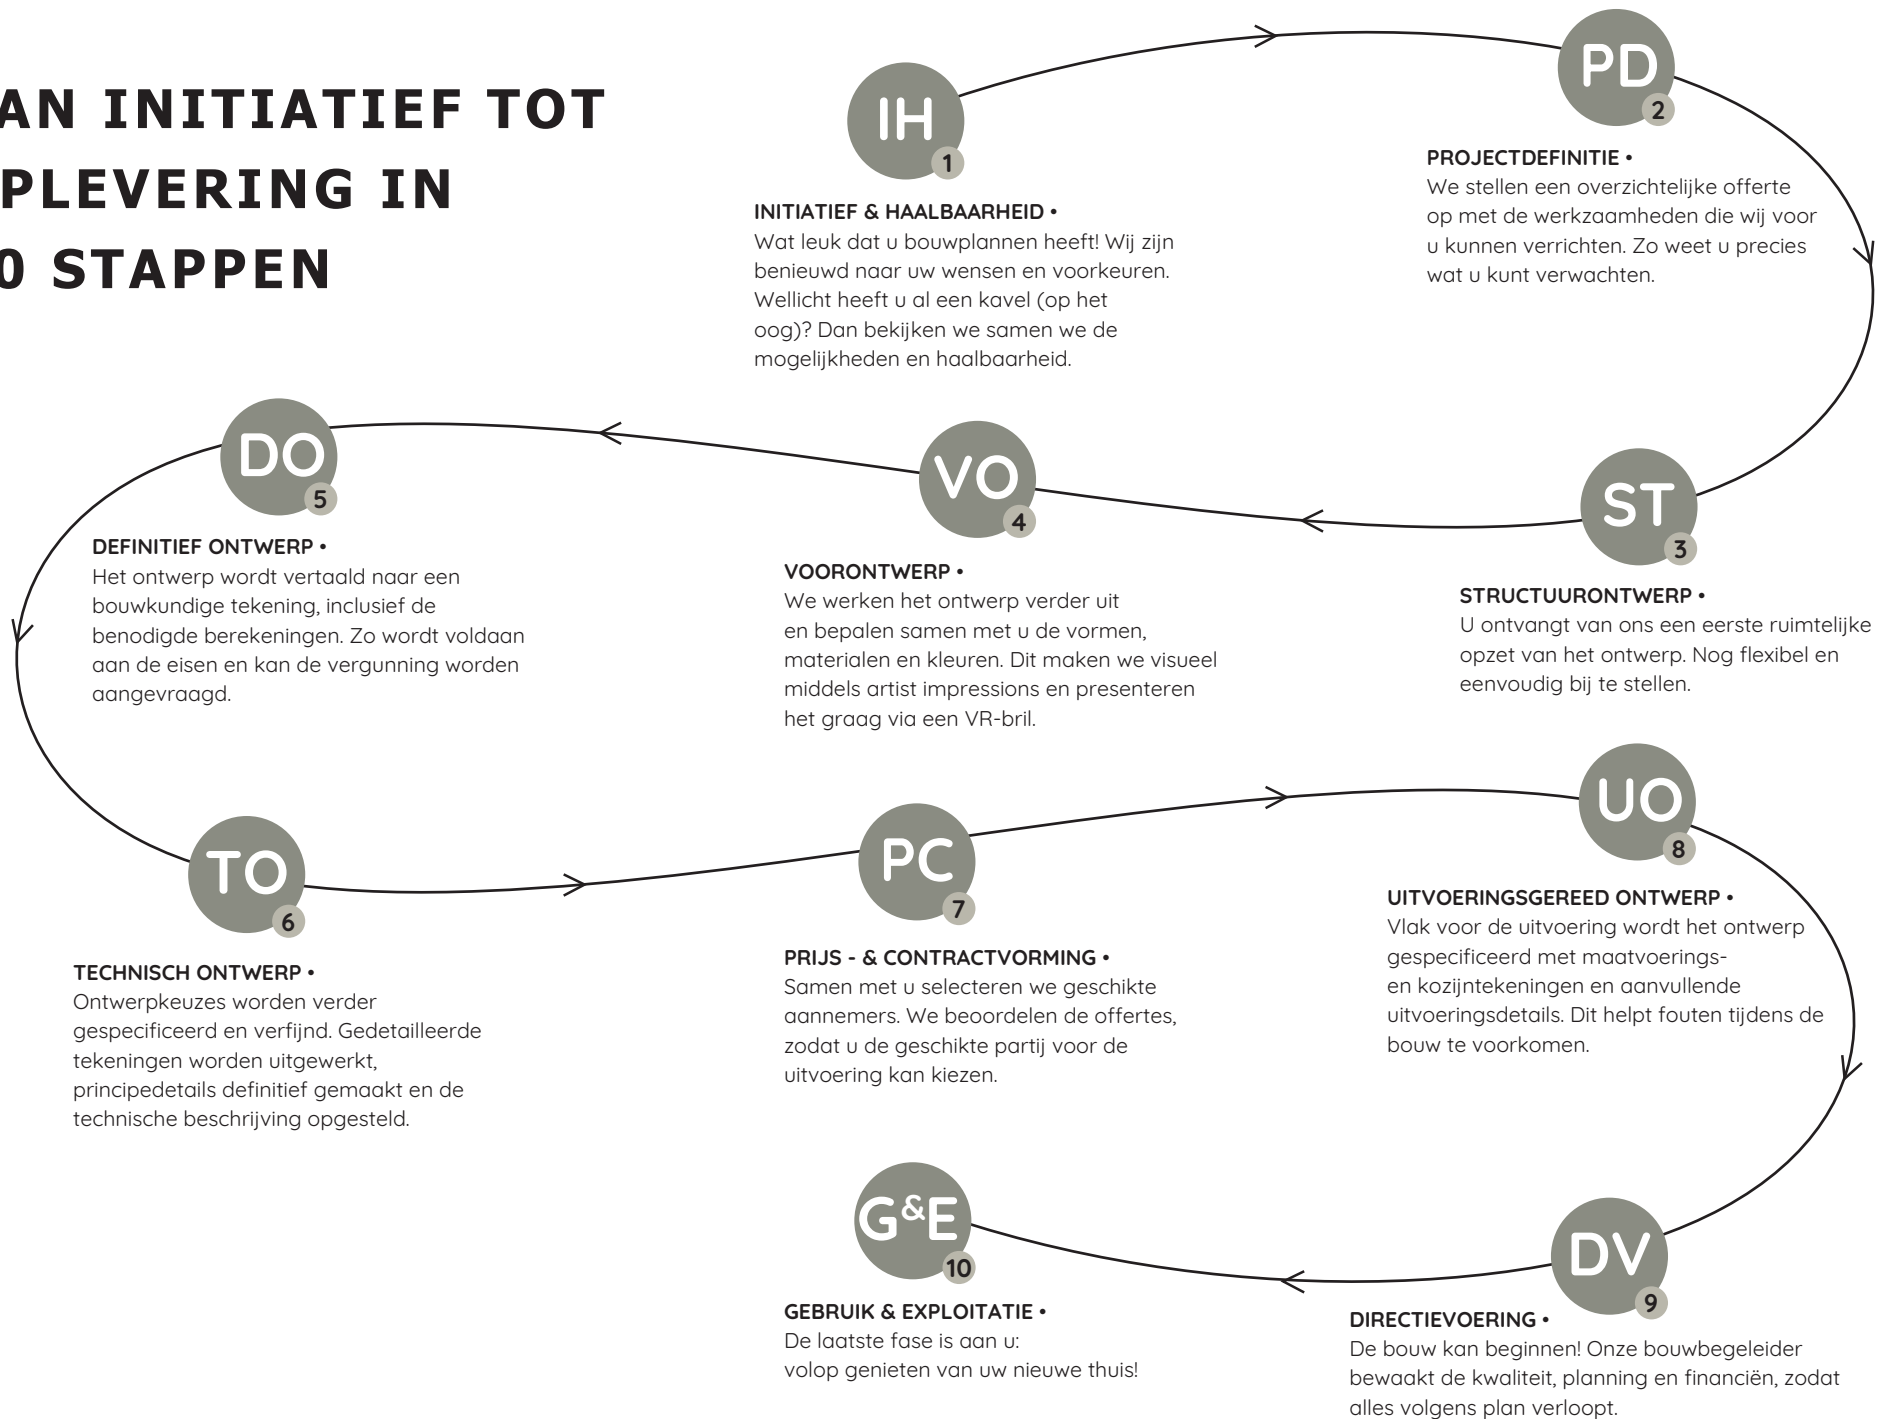 AN INITIATIEF TOT
PLEVERING IN
0 STAPPEN
IH
1
INITIATIEF & HAALBAARHEID •
Wat leuk dat u bouwplannen heeft! Wij zijn
benieuwd naar uw wensen en voorkeuren.
Wellicht heeft u al een kavel (op het
oog)? Dan bekijken we samen we de
mogelijkheden en haalbaarheid.
PD
2
PROJECTDEFINITIE •
We stellen een overzichtelijke offerte
op met de werkzaamheden die wij voor
u kunnen verrichten. Zo weet u precies
wat u kunt verwachten.
ST
3
STRUCTUURONTWERP •
U ontvangt van ons een eerste ruimtelijke
opzet van het ontwerp. Nog flexibel en
eenvoudig bij te stellen.
VO
4
VOORONTWERP •
We werken het ontwerp verder uit
en bepalen samen met u de vormen,
materialen en kleuren. Dit maken we visueel
middels artist impressions en presenteren
het graag via een VR-bril.
DO
5
DEFINITIEF ONTWERP •
Het ontwerp wordt vertaald naar een
bouwkundige tekening, inclusief de
benodigde berekeningen. Zo wordt voldaan
aan de eisen en kan de vergunning worden
aangevraagd.
TO
6
TECHNISCH ONTWERP •
Ontwerpkeuzes worden verder
gespecificeerd en verfijnd. Gedetailleerde
tekeningen worden uitgewerkt,
principedetails definitief gemaakt en de
technische beschrijving opgesteld.
PC
7
PRIJS - & CONTRACTVORMING •
Samen met u selecteren we geschikte
aannemers. We beoordelen de offertes,
zodat u de geschikte partij voor de
uitvoering kan kiezen.
UO
8
UITVOERINGSGEREED ONTWERP •
Vlak voor de uitvoering wordt het ontwerp
gespecificeerd met maatvoerings-
en kozijntekeningen en aanvullende
uitvoeringsdetails. Dit helpt fouten tijdens de
bouw te voorkomen.
DV
9
DIRECTIEVOERING •
De bouw kan beginnen! Onze bouwbegeleider
bewaakt de kwaliteit, planning en financiën, zodat
alles volgens plan verloopt.
G&E
10
GEBRUIK & EXPLOITATIE •
De laatste fase is aan u:
volop genieten van uw nieuwe thuis!